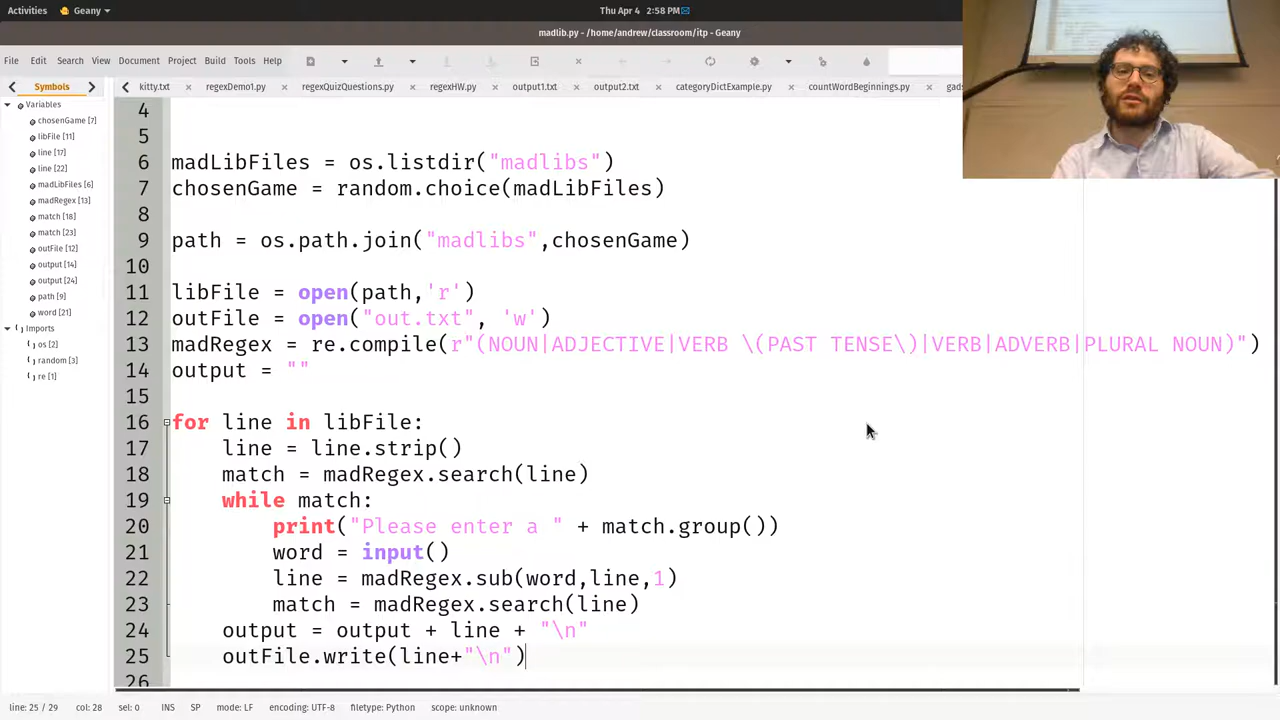 Activities
Geany
Thu Apr 4 2:58 PM
madlib.py - /home/andrew/classroom/itp - Geany
File Edit Search View Document Project Build Tools Help
Symbols
kitty.txt regexDemo1.py regexQuizQuestions.py regexHW.py output1.txt output2.txt categoryDictExample.py countWordBeginnings.py gads
Variables
chosenGame [7]
libFile [11]
line [17]
line [22]
madLibFiles [6]
madRegex [13]
match [18]
match [23]
outFile [12]
output [14]
output [24]
path [9]
word [21]
Imports
os [2]
random [3]
re [1]
4
5
6 madLibFiles = os.listdir("madlibs")
7 chosenGame = random.choice(madLibFiles)
8
9 path = os.path.join("madlibs",chosenGame)
10
11 libFile = open(path,'r')
12 outFile = open("out.txt", 'w')
13 madRegex = re.compile(r"(NOUN|ADJECTIVE|VERB \(PAST TENSE\)|VERB|ADVERB|PLURAL NOUN)")
14 output = ""
15
16 for line in libFile:
17 line = line.strip()
18 match = madRegex.search(line)
19 while match:
20 print("Please enter a " + match.group())
21 word = input()
22 line = madRegex.sub(word,line,1)
23 match = madRegex.search(line)
24 output = output + line + "\n"
25 outFile.write(line+"\n")
26
line: 25 / 29 col: 28 sel: 0 INS SP mode: LF encoding: UTF-8 filetype: Python scope: unknown